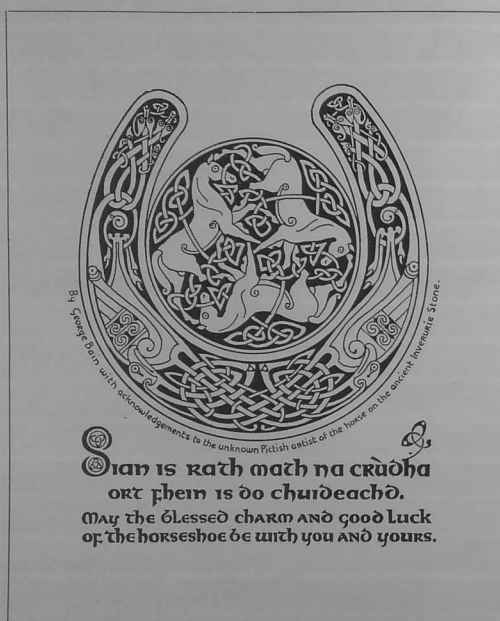 By George Bain with acknowledgements to the unknown Pictish artist of the horse on the ancient Inverurie Stone.
Sian is rath math na crùdha
ort fhein is do chuideachd.
May the blessed charm and good luck
of the horseshoe be with you and yours.